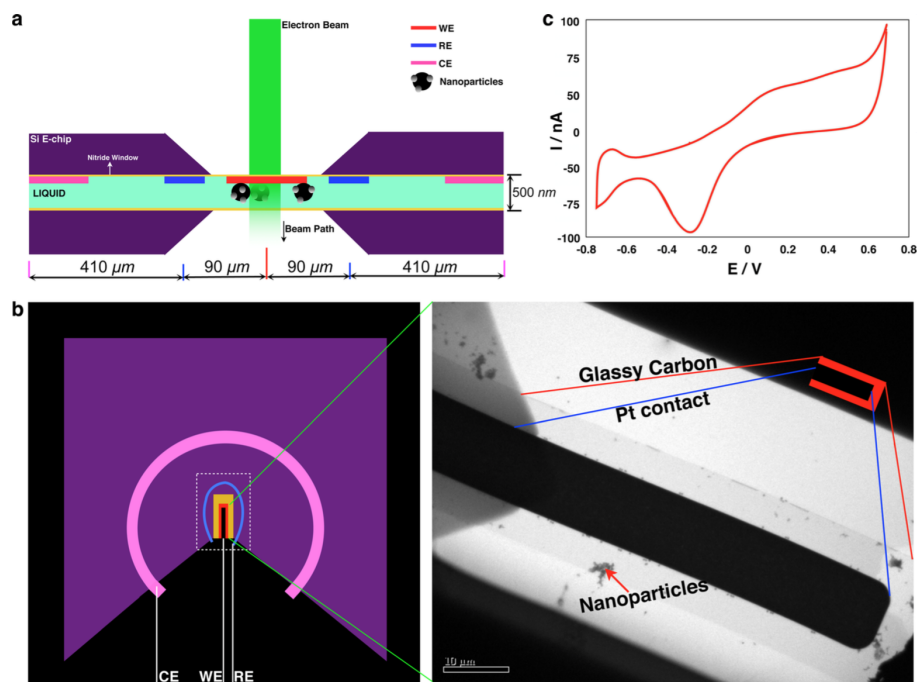 a
Electron Beam
WE
RE
CE
Nanoparticles
Si E-chip
Nitride Window
LIQUID
500 nm
Beam Path
410 µm
90 µm
90 µm
410 µm
c
100
75
50
25
0
-50
-75
-100
I / nA
-0.8
-0.6
-0.4
-0.2
0
0.2
0.4
0.6
0.8
E / V
b
CE
WE
RE
Glassy Carbon
Pt contact
Nanoparticles
10 µm